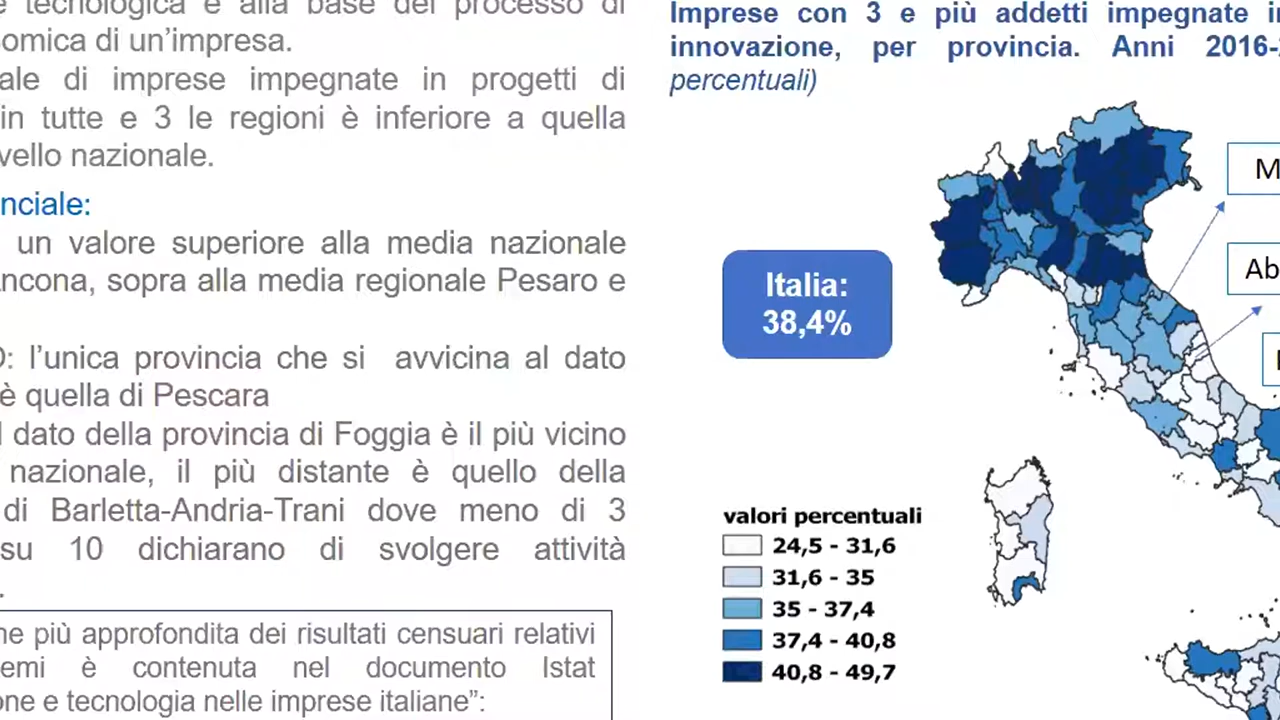 e tecnologica è alla base del processo di
omica di un'impresa.
ale di imprese impegnate in progetti di
in tutte e 3 le regioni è inferiore a quella
vello nazionale.
nciale:
un valore superiore alla media nazionale
ncona, sopra alla media regionale Pesaro e
O: l'unica provincia che si avvicina al dato
è quella di Pescara
l dato della provincia di Foggia è il più vicino
nazionale, il più distante è quello della
di Barletta-Andria-Trani dove meno di 3
su 10 dichiarano di svolgere attività
.
ne più approfondita dei risultati censuari relativi
emi è contenuta nel documento Istat
one e tecnologia nelle imprese italiane”:
Imprese con 3 e più addetti impegnate in
innovazione, per provincia. Anni 2016-
percentuali)
M
Ab
Italia:
38,4%
valori percentuali
24,5 - 31,6
31,6 - 35
35 - 37,4
37,4 - 40,8
40,8 - 49,7